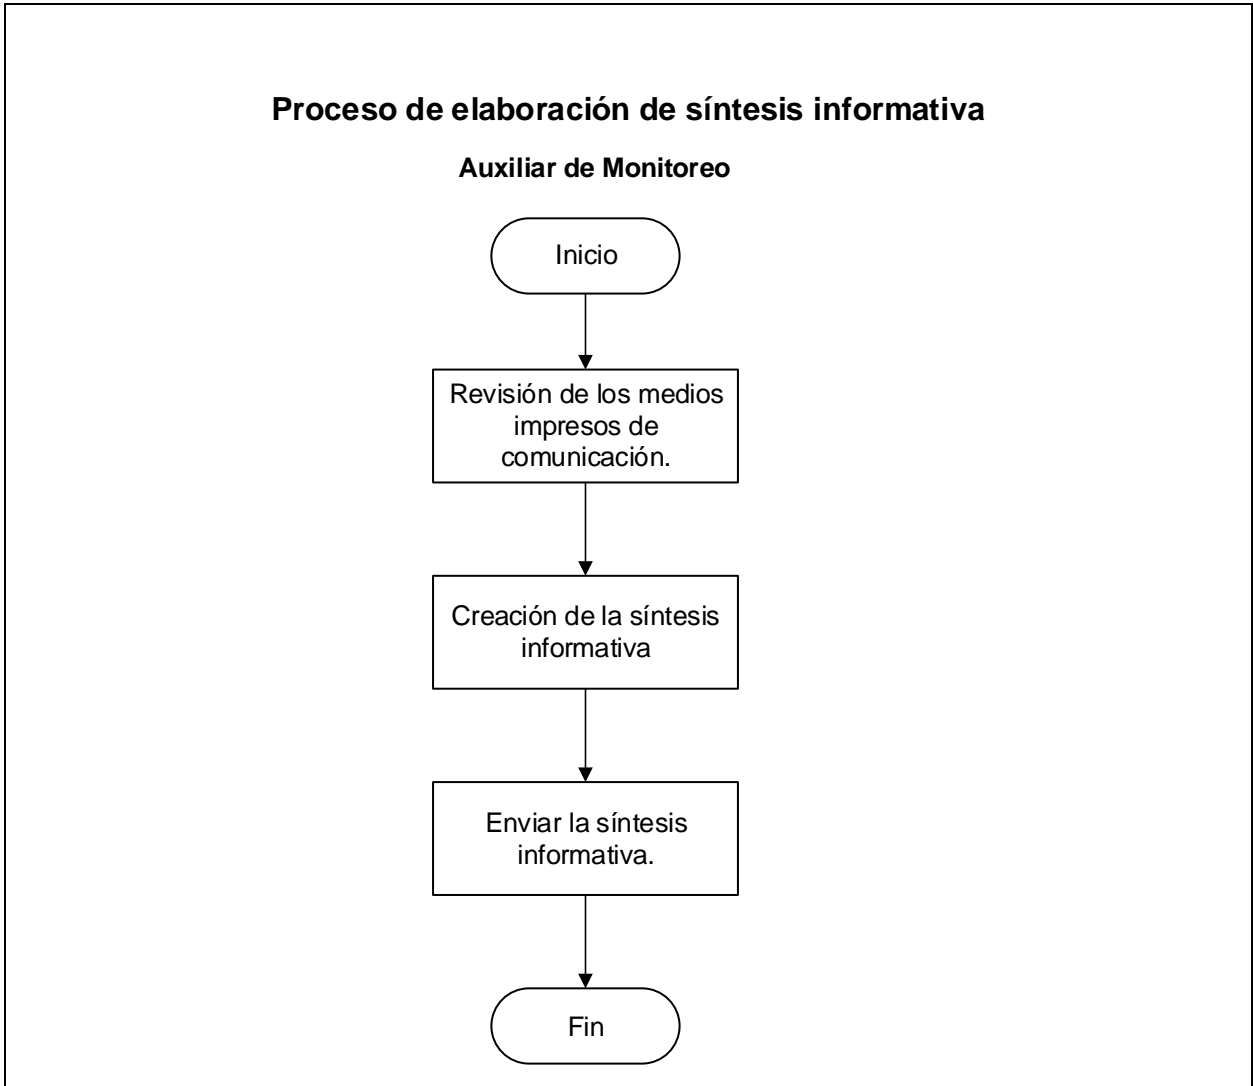 Proceso de elaboración de síntesis informativa
Auxiliar de Monitoreo
Inicio
Revisión de los medios
impresos de
comunicación.
Creación de la síntesis
informativa
Enviar la síntesis
informativa.
Fin